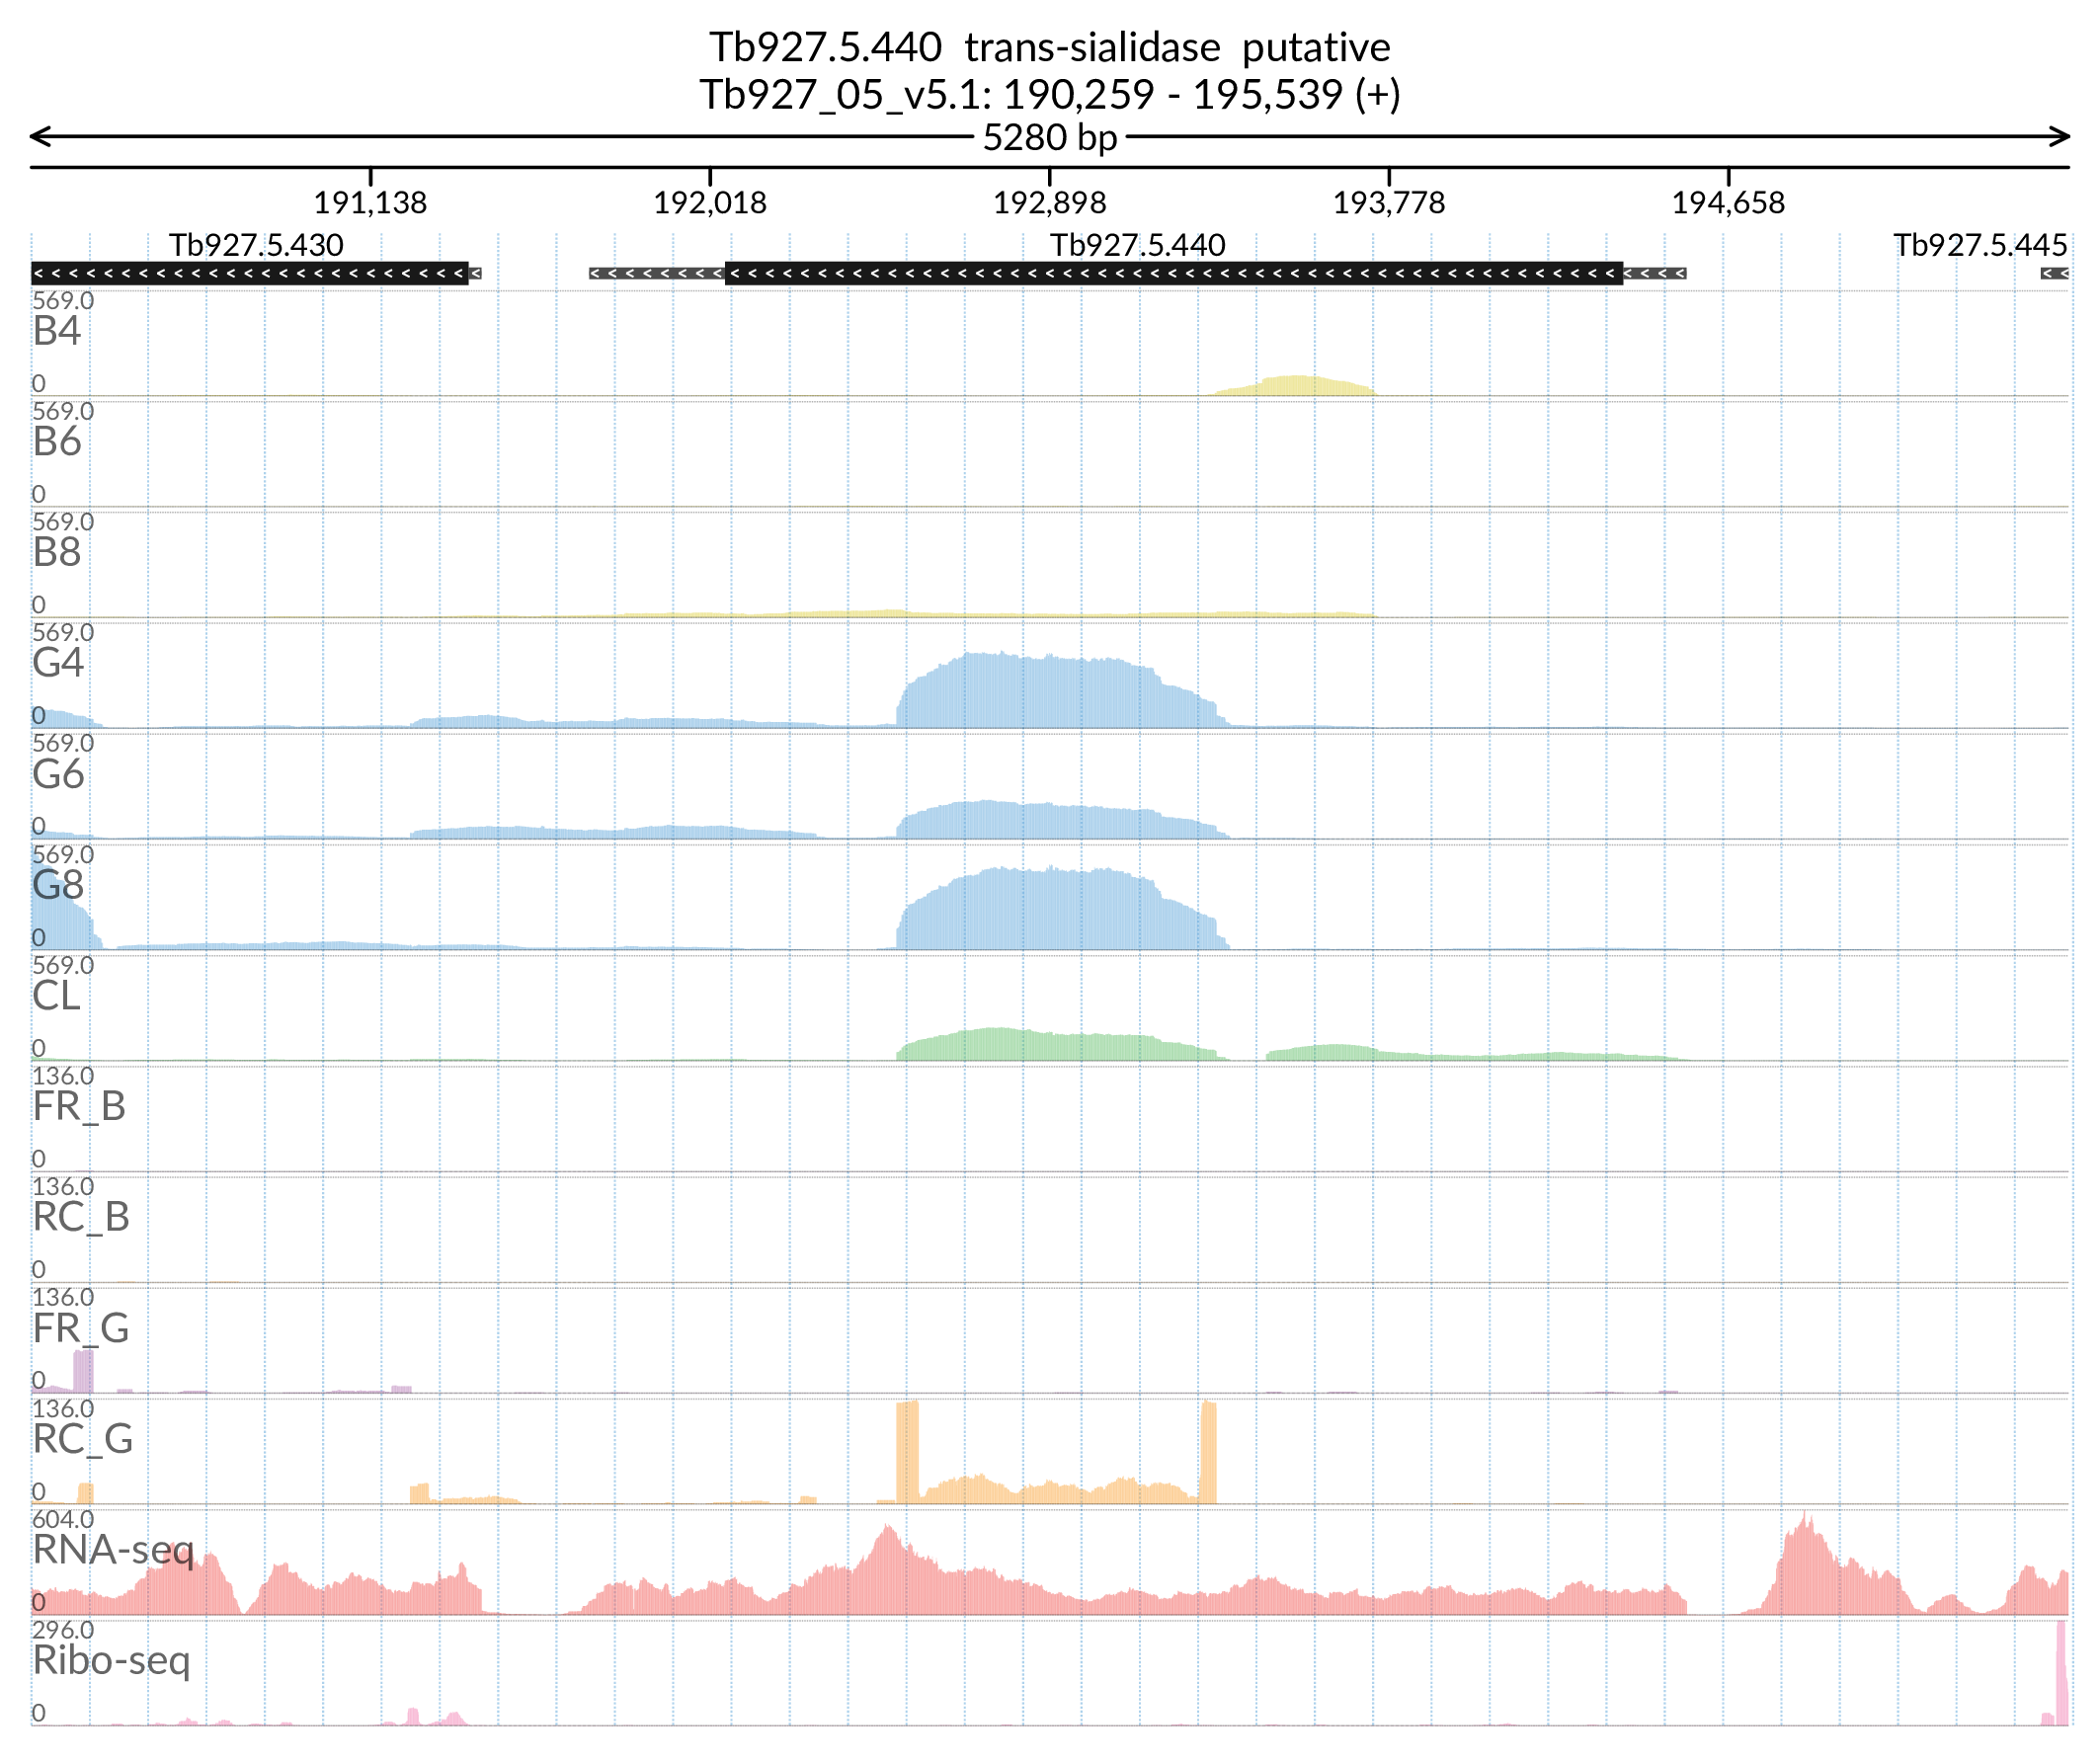 Tb927.5.440 trans-sialidase putative
Tb927_05_v5.1: 190,259 - 195,539 (+)
5280 bp
191,138 192,018 192,898 193,778 194,658
Tb927.5.430 Tb927.5.440 Tb927.5.445
569.0
B4
0
569.0
B6
0
569.0
B8
0
569.0
G4
0
569.0
G6
0
569.0
G8
0
569.0
CL
0
136.0
FR_B
0
136.0
RC_B
0
136.0
FR_G
0
136.0
RC_G
0
604.0
RNA-seq
0
296.0
Ribo-seq
0